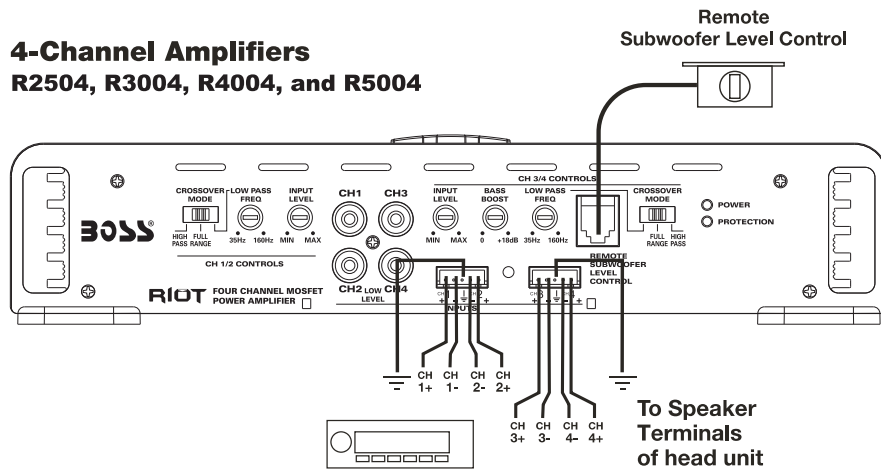 4-Channel Amplifiers
R2504, R3004, R4004, and R5004
Remote
Subwoofer Level Control
CH 3/4 CONTROLS
CROSSOVER
MODE
LOW PASS
FREQ
INPUT
LEVEL
CH1
CH3
INPUT
LEVEL
BASS
BOOST
LOW PASS
FREQ
CROSSOVER
MODE
POWER
PROTECTION
BOSS®
HIGH
PASS
FULL
RANGE
35Hz 160Hz
MIN MAX
MIN MAX
0 +18dB
35Hz 160Hz
FULL
RANGE
HIGH
PASS
CH 1/2 CONTROLS
REMOTE
SUBWOOFER
LEVEL
CONTROL
RIOT
FOUR CHANNEL MOSFET
POWER AMPLIFIER
CH2
LOW
LEVEL
CH4
INPUTS
CH
1+
CH
1-
CH
2-
CH
2+
CH
3+
CH
3-
CH
4-
CH
4+
To Speaker
Terminals
of head unit